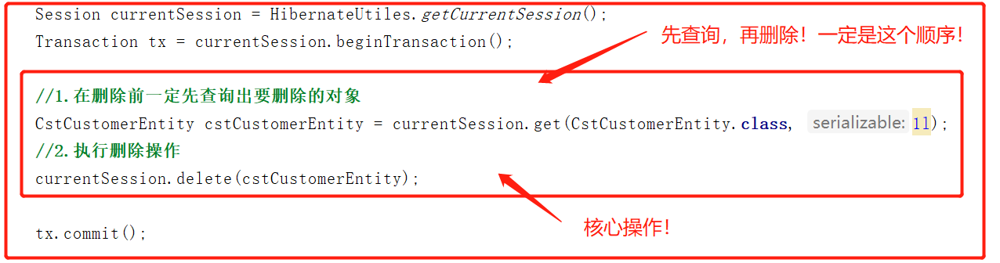 Session currentSession = HibernateUtiles.getCurrentSession();
Transaction tx = currentSession.beginTransaction();
先查询，再删除！一定是这个顺序！
//1.在删除前一定先查询出要删除的对象
CstCustomerEntity cstCustomerEntity = currentSession.get(CstCustomerEntity.class, serializable: 1l);
//2.执行删除操作
currentSession.delete(cstCustomerEntity);
核心操作！
tx.commit();